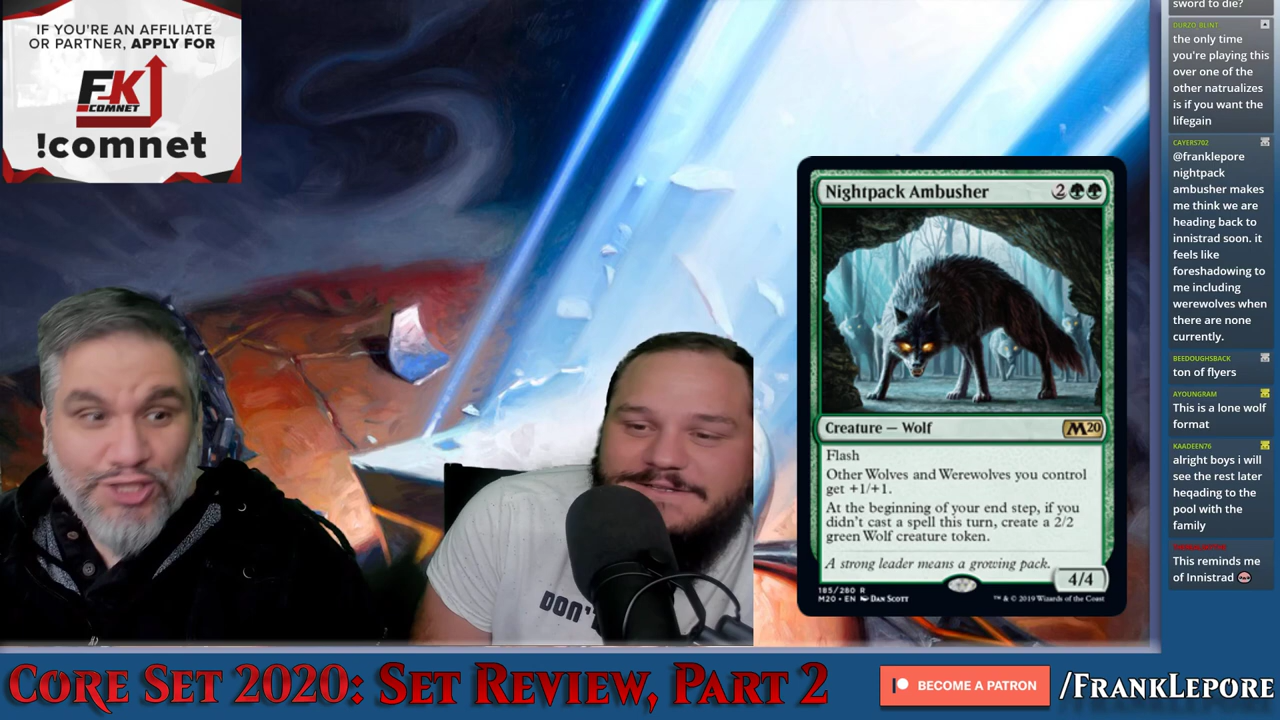 IF YOU'RE AN AFFILIATE
OR PARTNER, APPLY FOR
FK
COMNET
!comnet
Nightpack Ambusher 2
Creature — Wolf M20
Flash
Other Wolves and Werewolves you control
get +1/+1.
At the beginning of your end step, if you
didn't cast a spell this turn, create a 2/2
green Wolf creature token.
A strong leader means a growing pack.
4/4
185/280 R
M20 • EN Dan Scott
™ & © 2019 Wizards of the Coast
DON'T
sword to die?
DURZO_BLINT
the only time
you're playing this
over one of the
other natrualizes
is if you want the
lifegain
CAYERS702
@franklepore
nightpack
ambusher makes
me think we are
heading back to
innistrad soon. it
feels like
foreshadowing to
me including
werewolves when
there are none
currently.
BEEDOUGHSBACK
ton of flyers
AYOUNGRAM
This is a lone wolf
format
KAADEEN76
alright boys i will
see the rest later
heqading to the
pool with the
family
This reminds me
of Innistrad
Core Set 2020: Set Review, Part 2
BECOME A PATRON
/FrankLepore